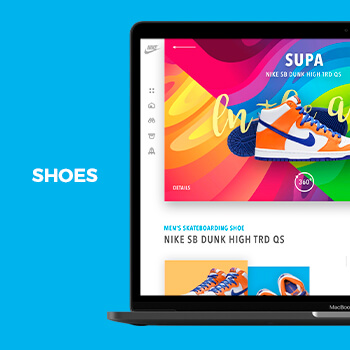 SHOES
NIKE
SUPA
NIKE SB DUNK HIGH TRD QS
DETAILS
360°
MEN'S SKATEBOARDING SHOE
NIKE SB DUNK HIGH TRD QS